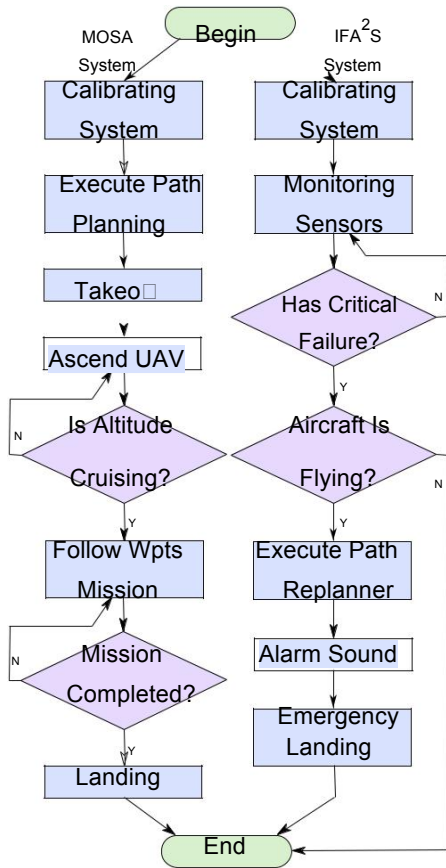 Begin
MOSA
System
IFA²S
System
Calibrating
System
Execute Path
Planning
Takeo□
Ascend UAV
Is Altitude
Cruising?
N
Y
Follow Wpts
Mission
Mission
Completed?
N
Y
Landing
Calibrating
System
Monitoring
Sensors
Has Critical
Failure?
N
Y
Aircraft Is
Flying?
N
Y
Execute Path
Replanner
Alarm Sound
Emergency
Landing
End